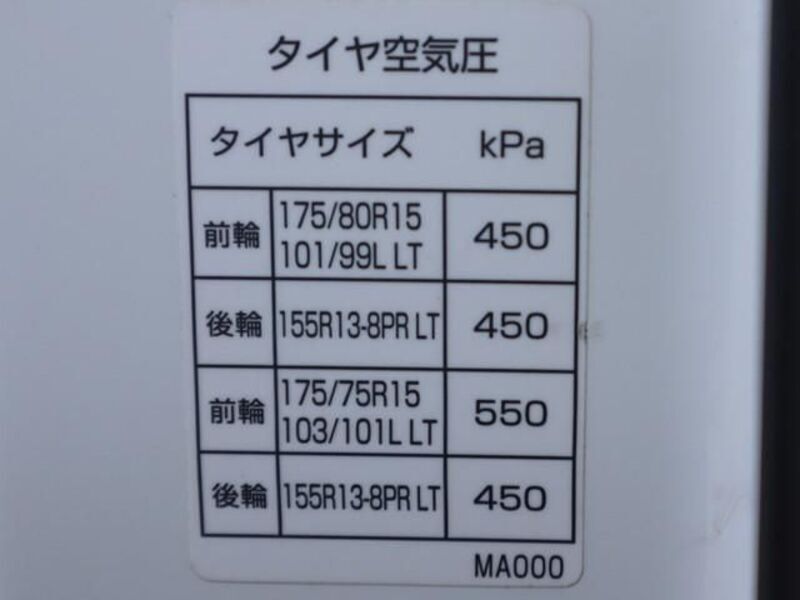 タイヤ空気圧
タイヤサイズ kPa
前輪 175/80R15 101/99L LT 450
後輪 155R13-8PR LT 450
前輪 175/75R15 103/101L LT 550
後輪 155R13-8PR LT 450
MA000